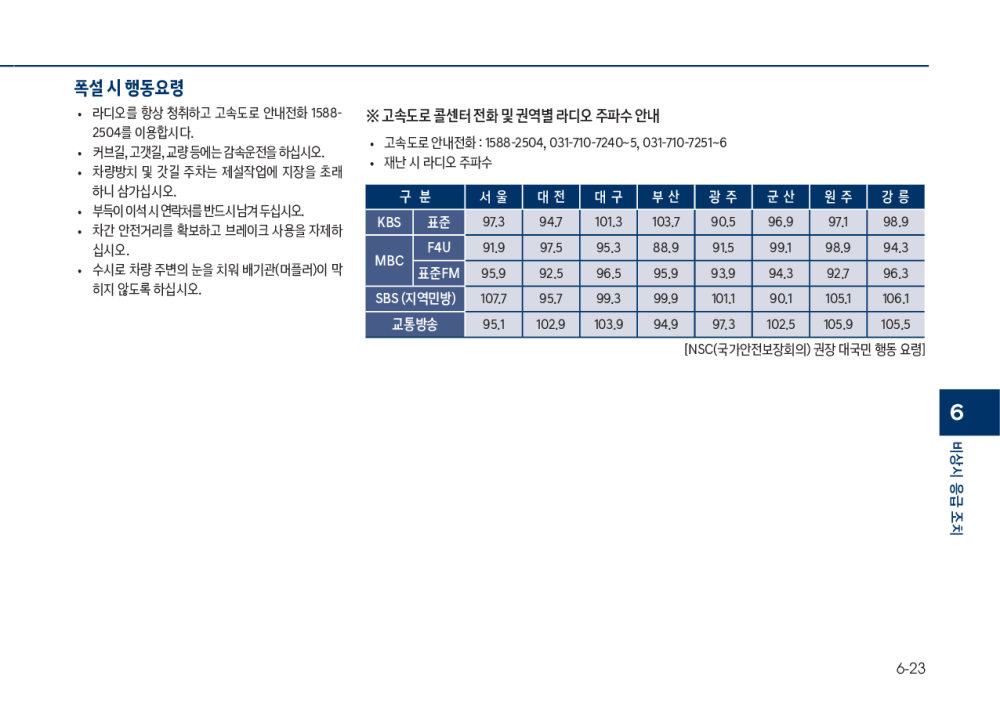 폭설 시 행동요령
• 라디오를 항상 청취하고 고속도로 안내전화 1588-
2504를 이용합시다.
• 커브길, 고갯길, 교량 등에는 감속운전을 하십시오.
• 차량방치 및 갓길 주차는 제설작업에 지장을 초래
하니 삼가십시오.
• 부득이 이석 시 연락처를 반드시 남겨 두십시오.
• 차간 안전거리를 확보하고 브레이크 사용을 자제하
십시오.
• 수시로 차량 주변의 눈을 치워 배기관(머플러)이 막
히지 않도록 하십시오.
※ 고속도로 콜센터 전화 및 권역별 라디오 주파수 안내
• 고속도로 안내전화 : 1588-2504, 031-710-7240~5, 031-710-7251~6
• 재난 시 라디오 주파수
구 분 서 울 대 전 대 구 부 산 광 주 군 산 원 주 강 릉
KBS 표준 97.3 94.7 101.3 103.7 90.5 96.9 97.1 98.9
MBC F4U 91.9 97.5 95.3 88.9 91.5 99.1 98.9 94.3
표준FM 95.9 92.5 96.5 95.9 93.9 94.3 92.7 96.3
SBS (지역민방) 107.7 95.7 99.3 99.9 101.1 90.1 105.1 106.1
교통방송 95.1 102.9 103.9 94.9 97.3 102.5 105.9 105.5
[NSC(국가안전보장회의) 권장 대국민 행동 요령]
6
비상시 응급 조치
6-23